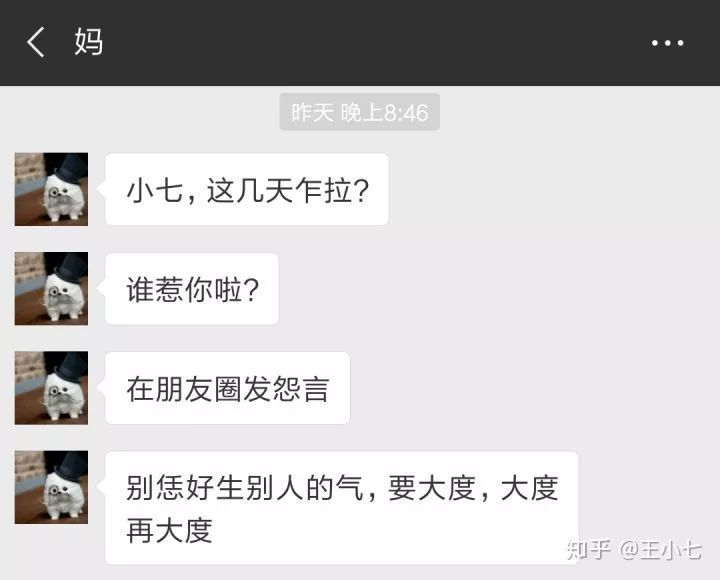 妈
昨天 晚上8:46
小七，这几天乍拉？
谁惹你啦？
在朋友圈发怨言
别恁好生别人的气，要大度，大度
再大度
知乎 @王小七